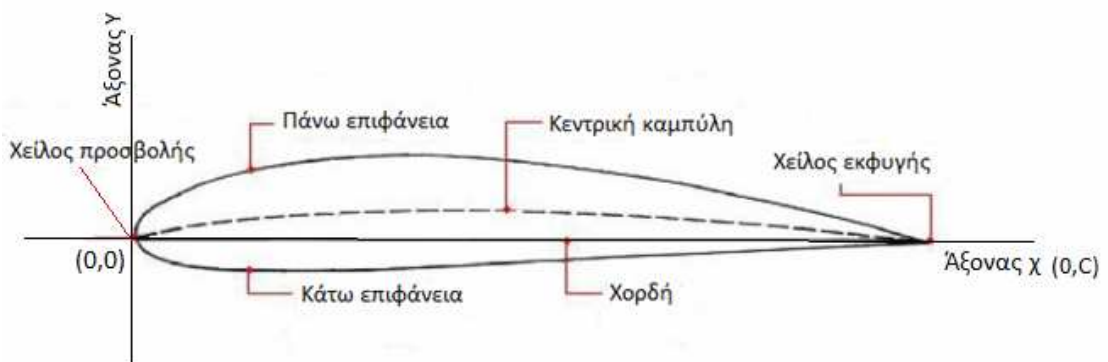 Άξονας Υ
Πάνω επιφάνεια
Κεντρική καμπύλη
Χείλος προσβολής
Χείλος εκφυγής
(0,0)
Άξονας χ (0,C)
Κάτω επιφάνεια
Χορδή